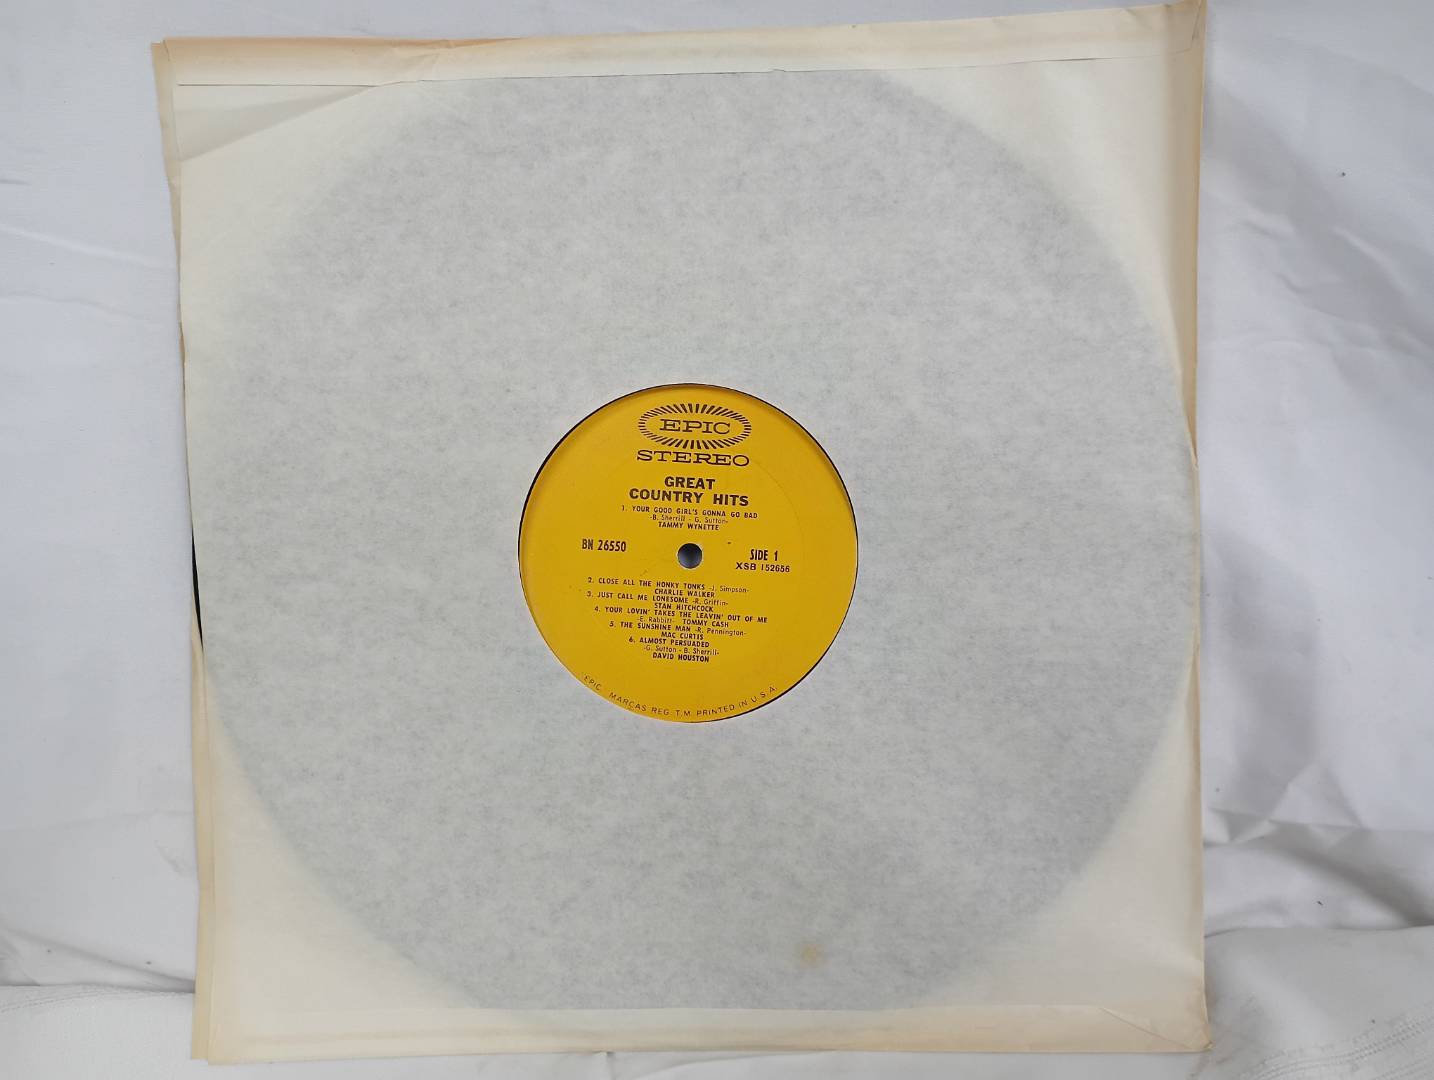 EPIC
STEREO
GREAT
COUNTRY HITS
1. YOUR GOOD GIRL'S GONNA GO BAD
-B. Sherrill - G. Sutton-
TAMMY WYNETTE
BN 26550
SIDE 1
XSB 152656
2. CLOSE ALL THE HONKY TONKS -J. Simpson-
CHARLIE WALKER
3. JUST CALL ME LONESOME -R. Griffin-
STAN HITCHCOCK
4. YOUR LOVIN' TAKES THE LEAVIN' OUT OF ME
-E. Rabbitt- TOMMY CASH
5. THE SUNSHINE MAN -R. Pennington-
MAC CURTIS
6. ALMOST PERSUADED
-G. Sutton - B. Sherrill-
DAVID HOUSTON
EPIC MARCAS REG. T.M. PRINTED IN U.S.A.